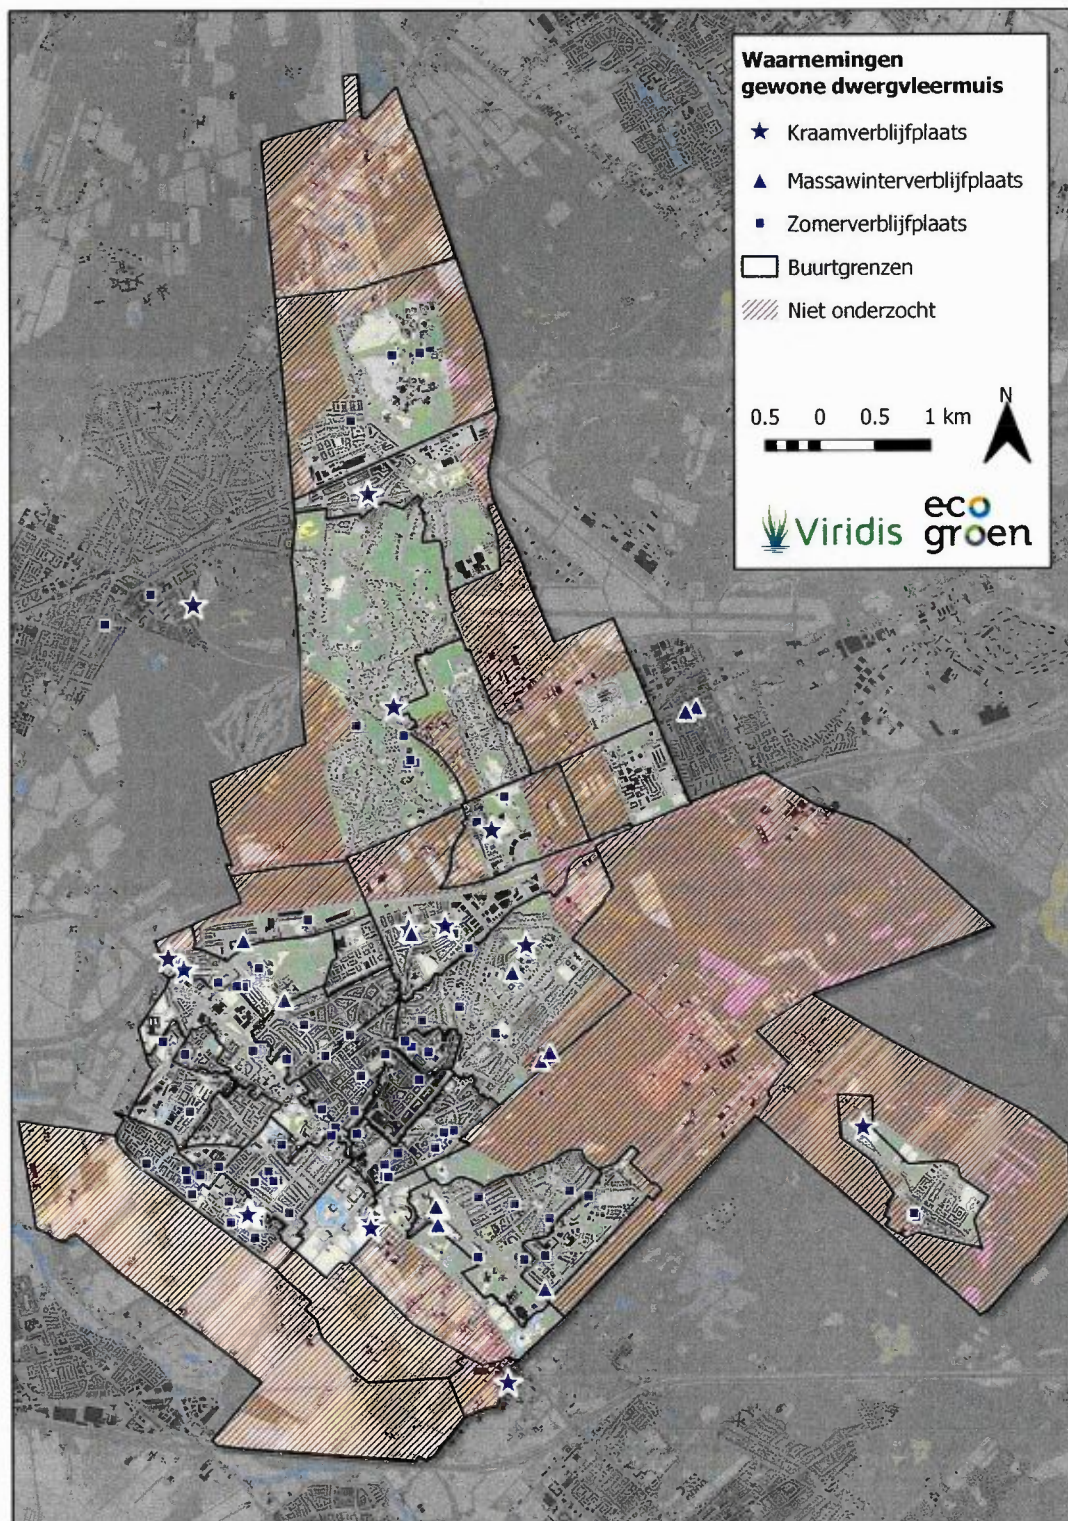 Waarnemingen
gewone dwergvleermuis
Kraamverblijfplaats
Massawinterverblijfplaats
Zomerverblijfplaats
Buurtgrenzen
Niet onderzocht
N
0.5 0 0.5 1 km
Viridis
eco
groen